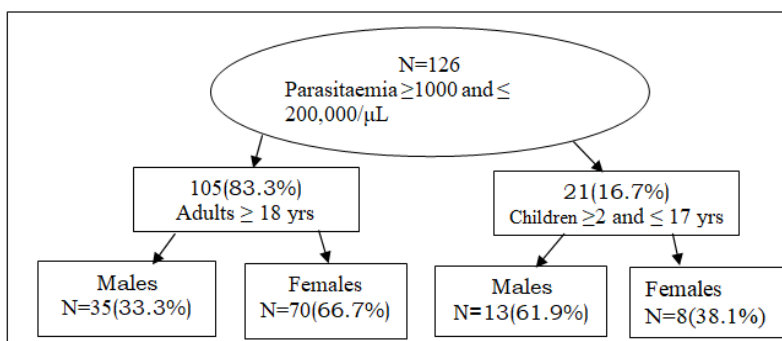 N=126
Parasitaemia ≥1000 and ≤
200,000/μL
105(83.3%)
Adults ≥ 18 yrs
21(16.7%)
Children ≥2 and ≤ 17 yrs
Males
N=35(33.3%)
Females
N=70(66.7%)
Males
N=13(61.9%)
Females
N=8(38.1%)